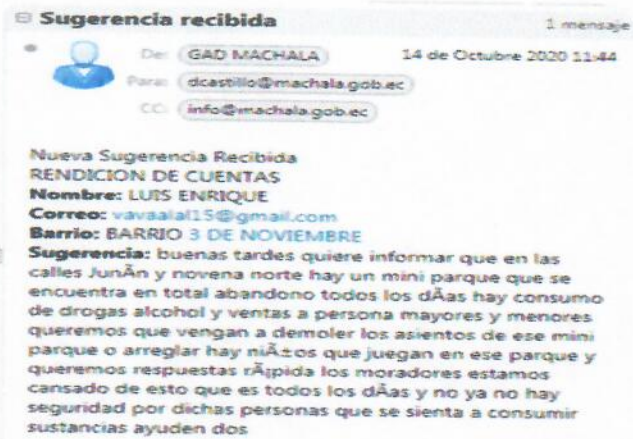 Sugerencia recibida 1 mensaje
De: GAD MACHALA 14 de Octubre 2020 11:44
Para: dcastillo@machala.gob.ec
CC: info@machala.gob.ec
Nueva Sugerencia Recibida
RENDICION DE CUENTAS
Nombre: LUIS ENRIQUE
Correo: vavaalal15@gmail.com
Barrio: BARRIO 3 DE NOVIEMBRE
Sugerencia: buenas tardes quiere informar que en las
calles JunÃn y novena norte hay un mini parque que se
encuentra en total abandono todos los dÃas hay consumo
de drogas alcohol y ventas a persona mayores y menores
queremos que vengan a demoler los asientos de ese mini
parque o arreglar hay niÃ±os que juegan en ese parque y
queremos respuestas rÃ¡pida los moradores estamos
cansado de esto que es todos los dÃas y no ya no hay
seguridad por dichas personas que se sienta a consumir
sustancias ayuden dos